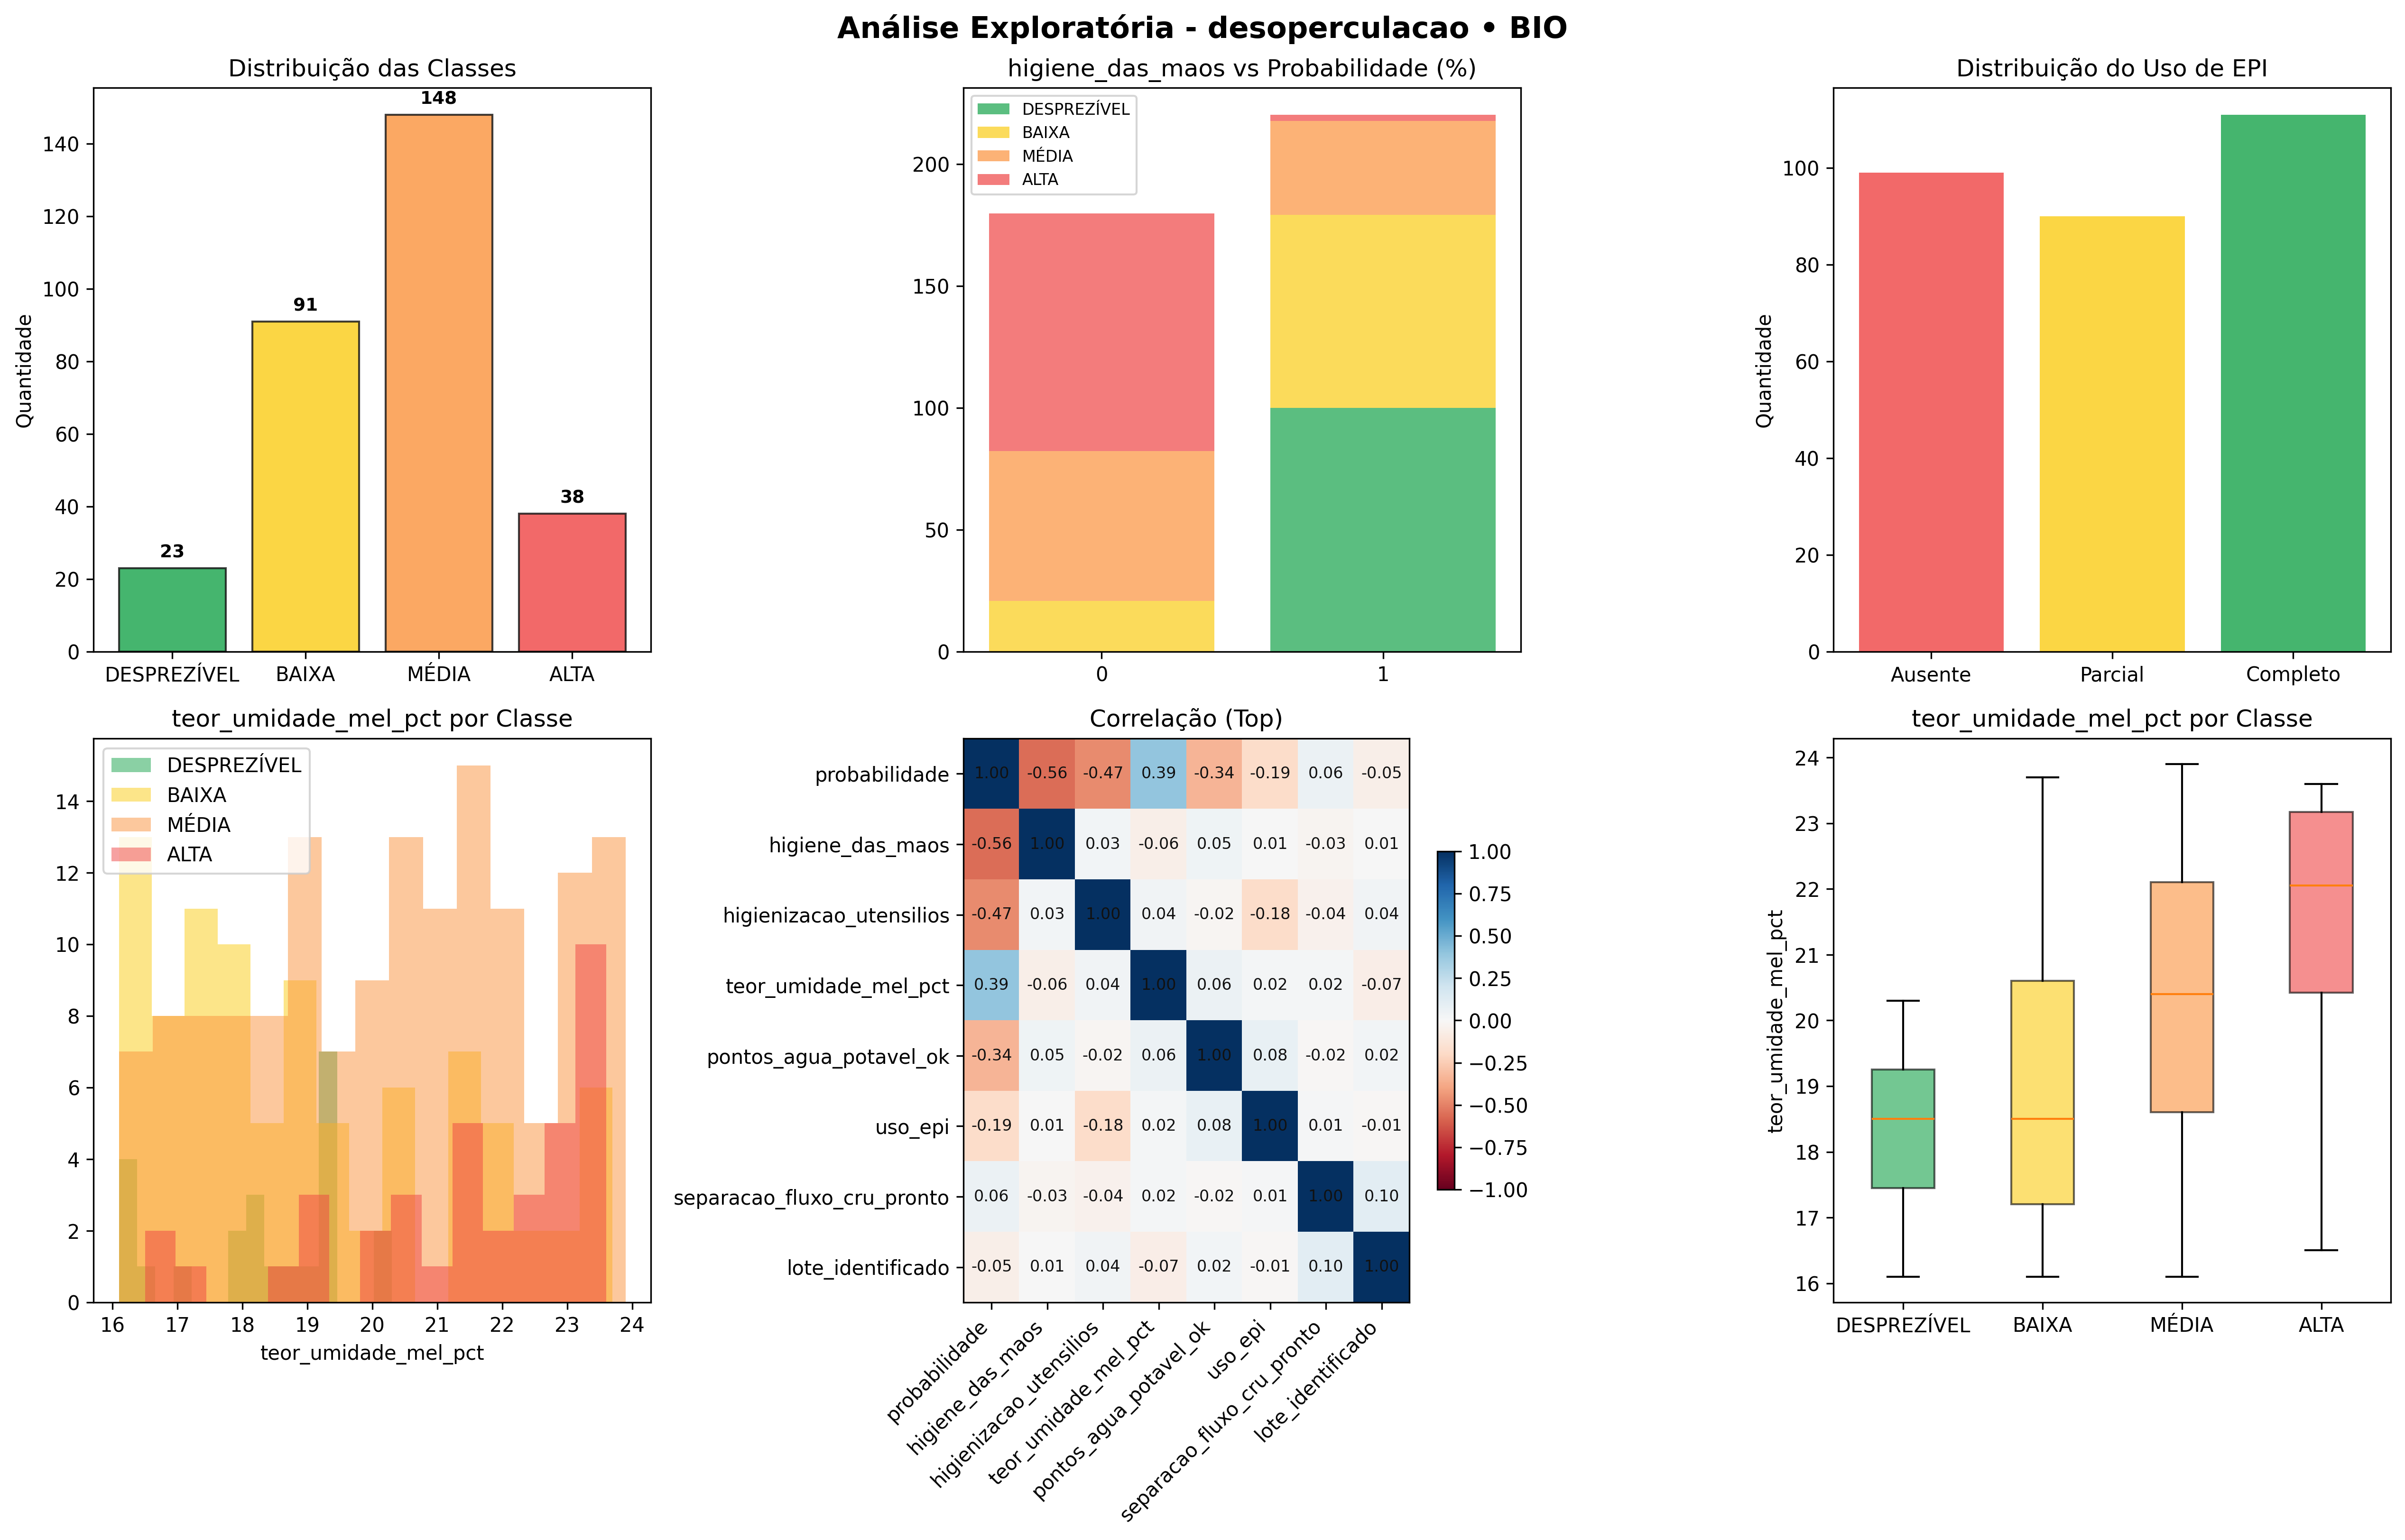 Análise Exploratória - desoperculacao • BIO
Distribuição das Classes
Quantidade
140
120
100
80
60
40
20
0
23
91
148
38
DESPREZÍVEL BAIXA MÉDIA ALTA
higiene_das_maos vs Probabilidade (%)
DESPREZÍVEL
BAIXA
MÉDIA
ALTA
200
150
100
50
0
0 1
Distribuição do Uso de EPI
Quantidade
100
80
60
40
20
0
Ausente Parcial Completo
teor_umidade_mel_pct por Classe
DESPREZÍVEL
BAIXA
MÉDIA
ALTA
14
12
10
8
6
4
2
0
16 17 18 19 20 21 22 23 24
teor_umidade_mel_pct
Correlação (Top)
probabilidade 1.00 -0.56 -0.47 0.39 -0.34 -0.19 0.06 -0.05
higiene_das_maos -0.56 1.00 0.03 -0.06 0.05 0.01 -0.03 0.01
higienizacao_utensilios -0.47 0.03 1.00 0.04 -0.02 -0.18 -0.04 0.04
teor_umidade_mel_pct 0.39 -0.06 0.04 1.00 0.06 0.02 0.02 -0.07
pontos_agua_potavel_ok -0.34 0.05 -0.02 0.06 1.00 0.08 -0.02 0.02
uso_epi -0.19 0.01 -0.18 0.02 0.08 1.00 0.01 -0.01
separacao_fluxo_cru_pronto 0.06 -0.03 -0.04 0.02 -0.02 0.01 1.00 0.10
lote_identificado -0.05 0.01 0.04 -0.07 0.02 -0.01 0.10 1.00
probabilidade
higiene_das_maos
higienizacao_utensilios
teor_umidade_mel_pct
pontos_agua_potavel_ok
uso_epi
separacao_fluxo_cru_pronto
lote_identificado
1.00
0.75
0.50
0.25
0.00
−0.25
−0.50
−0.75
−1.00
teor_umidade_mel_pct por Classe
teor_umidade_mel_pct
24
23
22
21
20
19
18
17
16
DESPREZÍVEL BAIXA MÉDIA ALTA